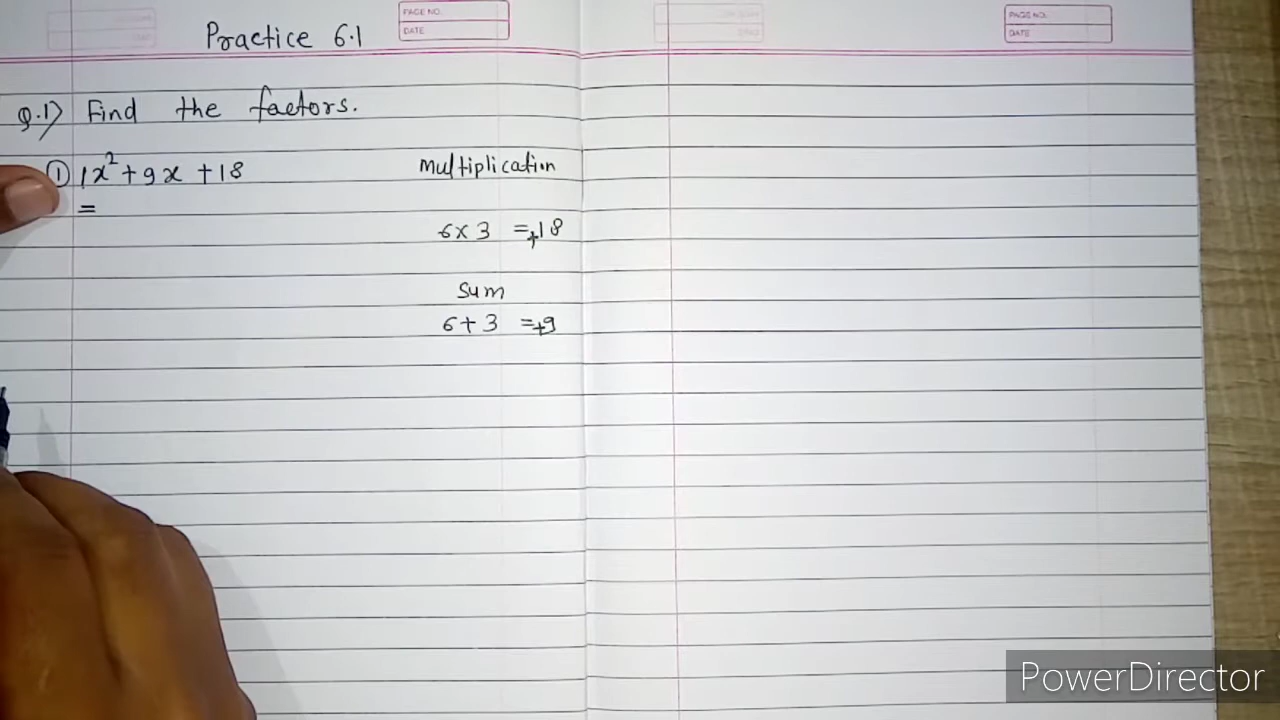 PAGE NO.
DATE
PAGE NO.
DATE
Practice 6.1
Q.1) Find the factors.
① 1x² + 9x + 18
=
Multiplication
6 x 3 = +18
Sum
6 + 3 = +9
PowerDirector